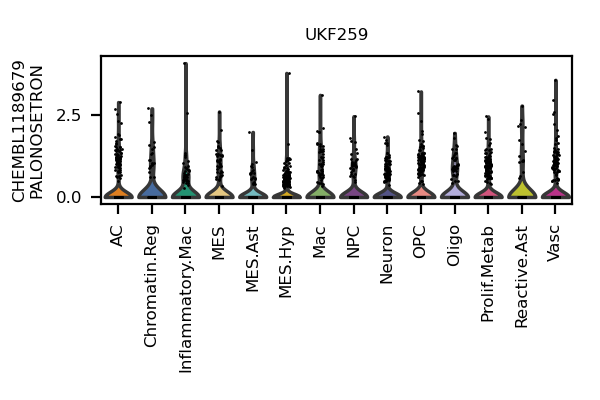 UKF259
CHEMBL1189679
PALONOSETRON
2.5
0.0
AC
Chromatin.Reg
Inflammatory.Mac
MES
MES.Ast
MES.Hyp
Mac
NPC
Neuron
OPC
Oligo
Prolif.Metab
Reactive.Ast
Vasc